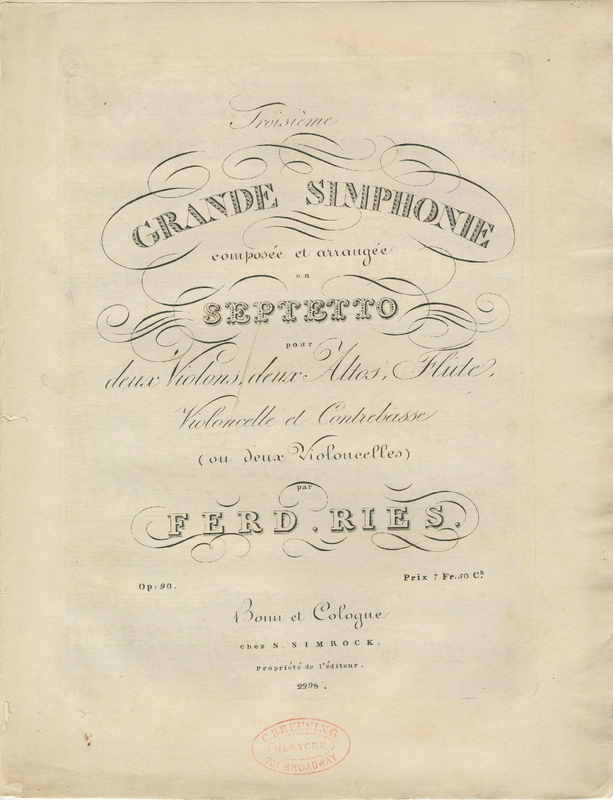 Troisième
GRANDE SIMPHONIE
composée et arrangée
en
SEPTETTO
pour
deux Violons, deux Altos, Flûte,
Violoncelle et Contrebasse
(ou deux Violoncelles)
par
FERD. RIES.
Op: 90.
Prix 7 Fr. 50 Cs.
Bonn et Cologne
chez N. SIMROCK.
Propriété de l'éditeur.
2298.
C. BREUSING
NEW YORK
701 BROADWAY